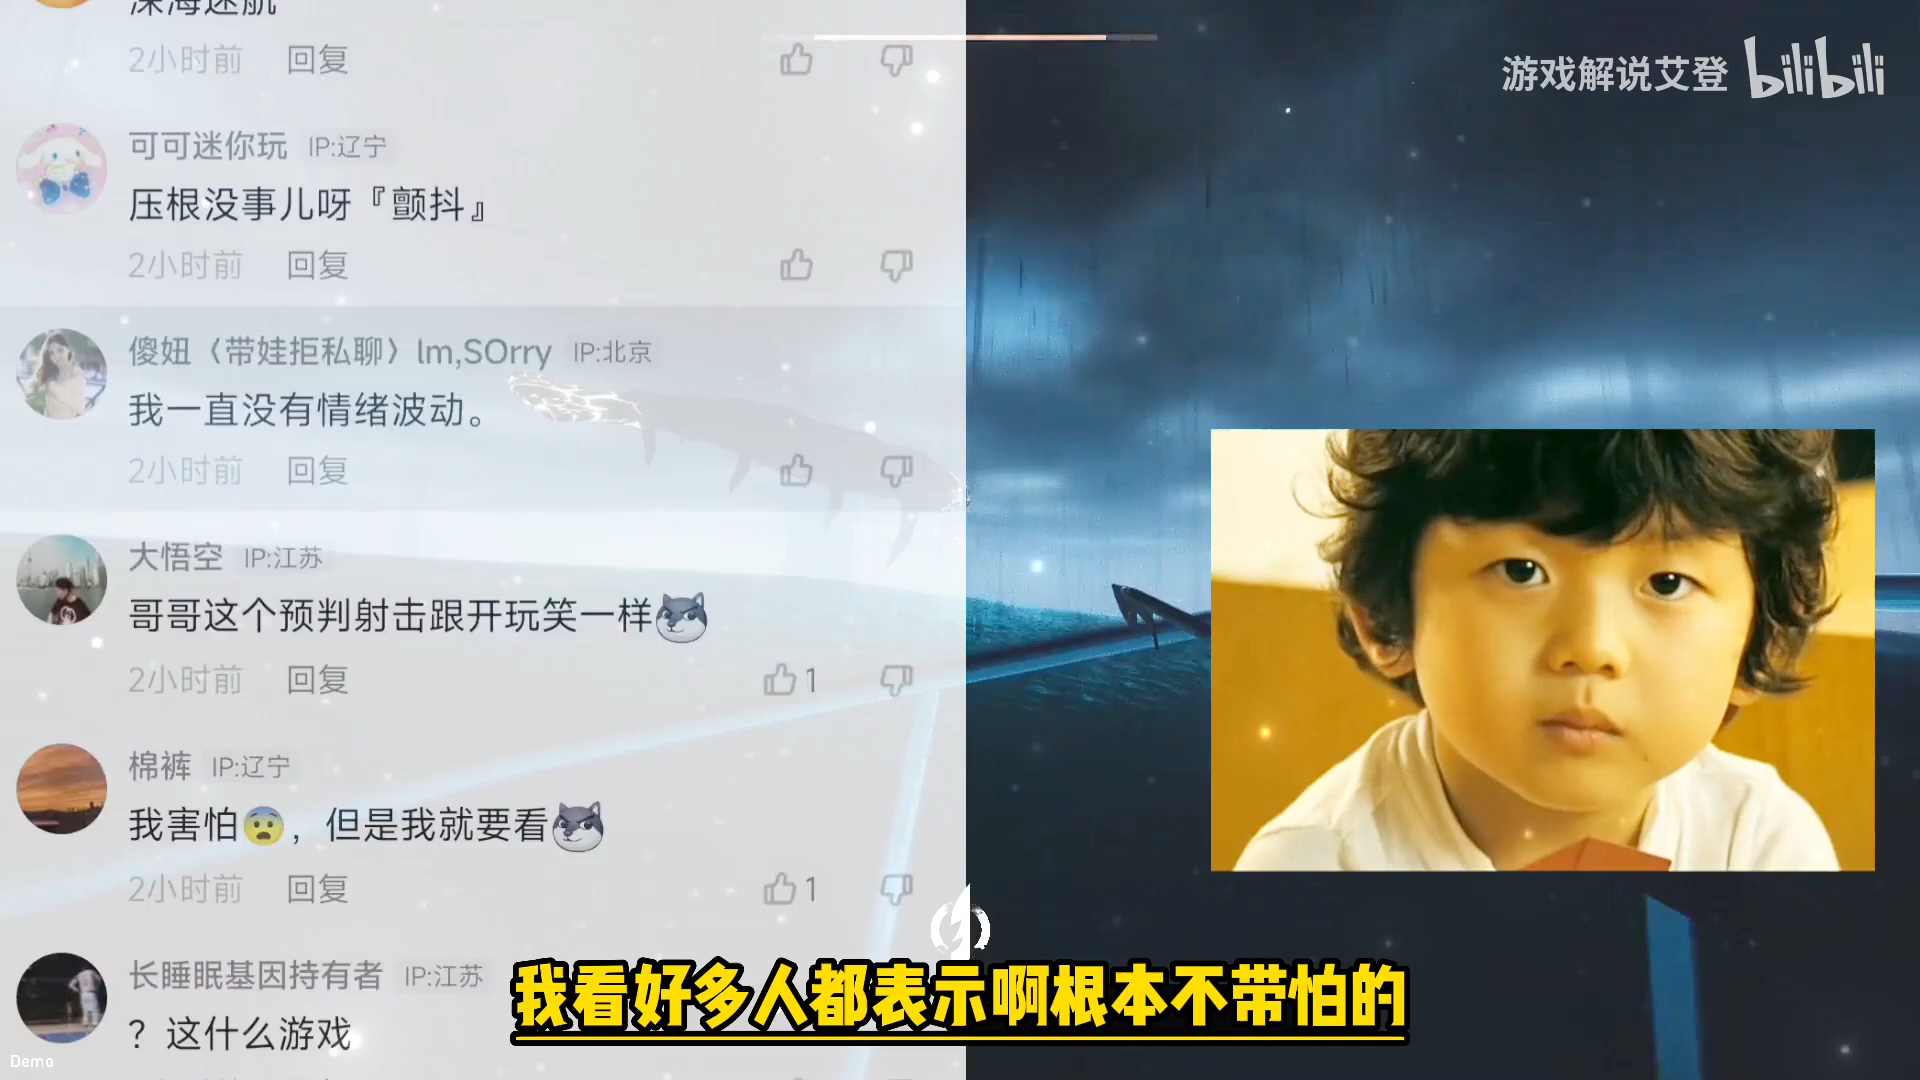 深海迷航
2小时前 回复
游戏解说艾登 bilibili
可可迷你玩 IP:辽宁
压根没事儿呀『颤抖』
2小时前 回复
傻妞〈带娃拒私聊〉lm,SOrry IP:北京
我一直没有情绪波动。
2小时前 回复
大悟空 IP:江苏
哥哥这个预判射击跟开玩笑一样
2小时前 回复 1
棉裤 IP:辽宁
我害怕😨，但是我就要看
2小时前 回复 1
长睡眠基因持有者 IP:江苏
？这什么游戏
我看好多人都表示啊根本不带怕的
Demo